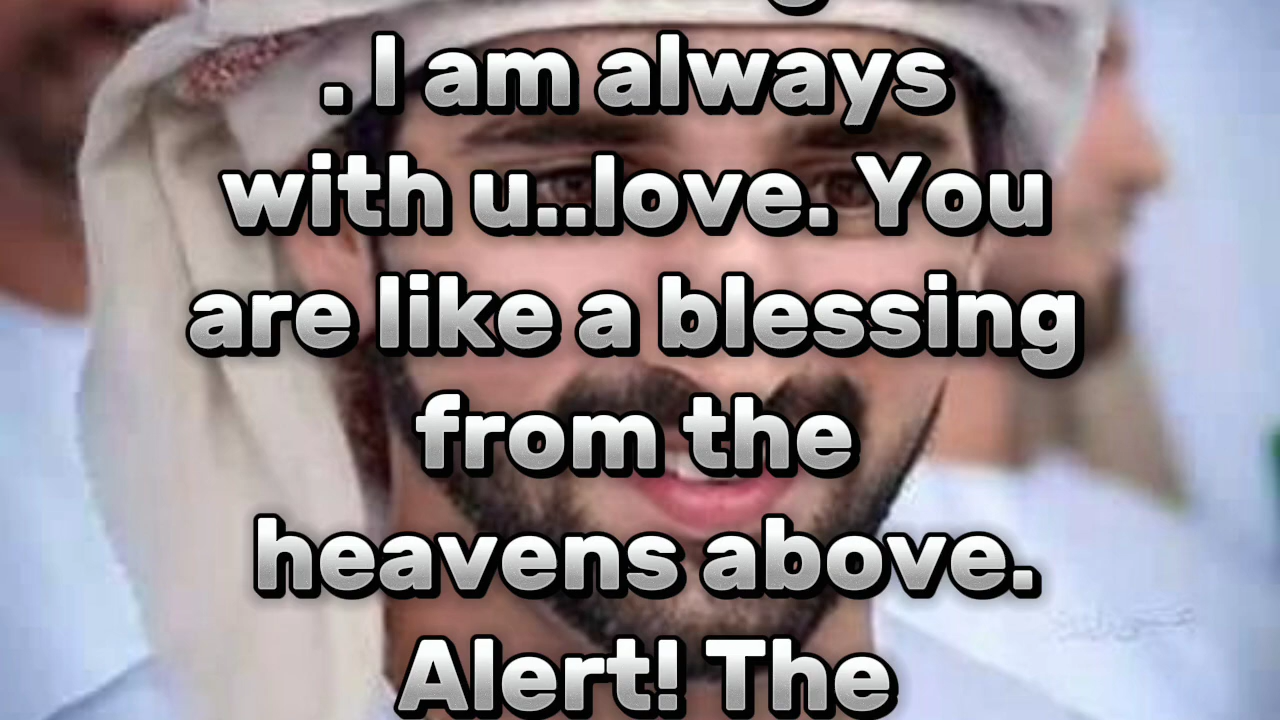 . I am always
with u..love. You
are like a blessing
from the
heavens above.
Alert! The